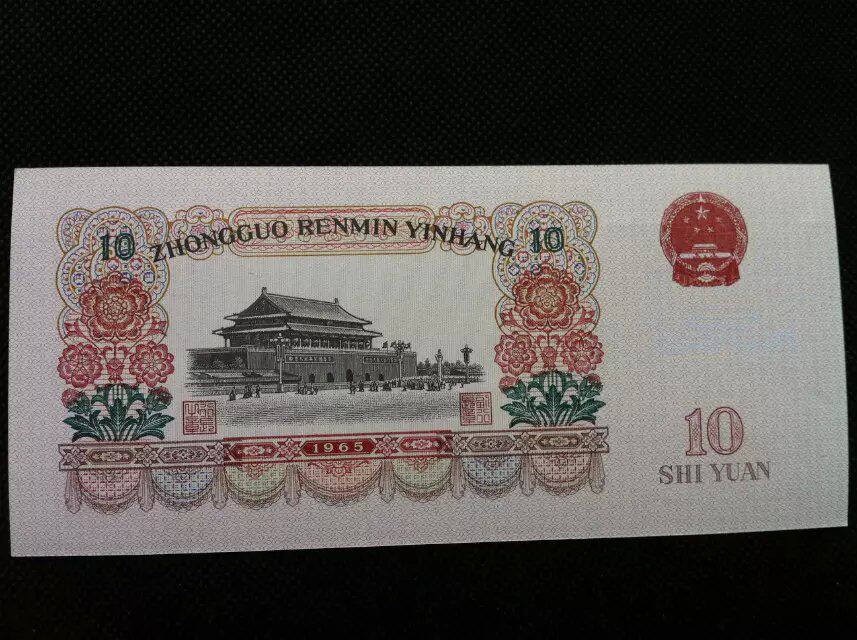 10 ZHONGGUO RENMIN YINHANG 10
1965
10
SHI YUAN